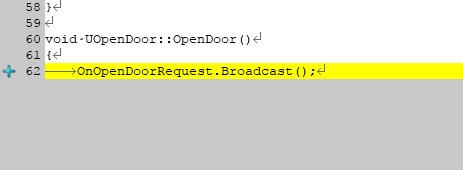 58 }
59
60 void UOpenDoor::OpenDoor()
61 {
62 OnOpenDoorRequest.Broadcast();